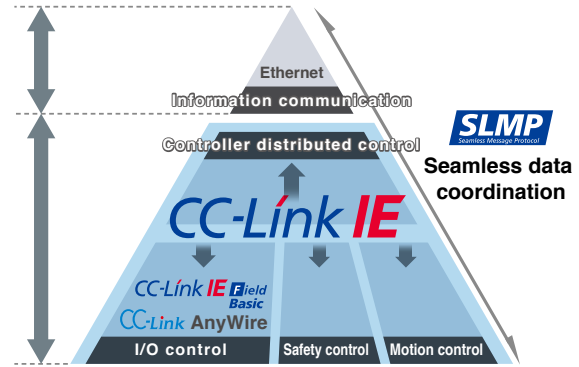 Ethernet
Information communication
Controller distributed control
SLMP
Seamless Message Protocol
Seamless data
coordination
CC-Link IE
CC-Link IE Field
Basic
CC-Link AnyWire
I/O control
Safety control
Motion control